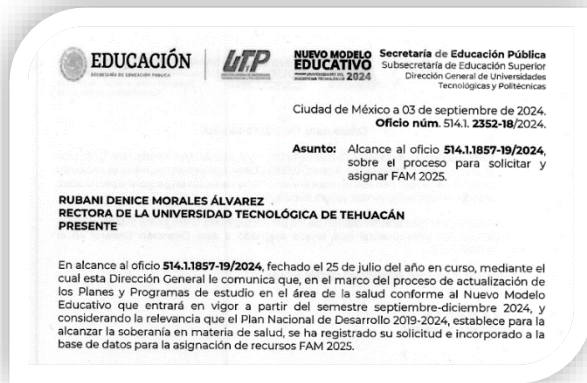 EDUCACIÓN
SECRETARÍA DE EDUCACIÓN PÚBLICA
UTP
NUEVO MODELO
EDUCATIVO
2024
Secretaría de Educación Pública
Subsecretaría de Educación Superior
Dirección General de Universidades
Tecnológicas y Politécnicas
Ciudad de México a 03 de septiembre de 2024.
Oficio núm. 514.1. 2352-18/2024.
Asunto: Alcance al oficio 514.1.1857-19/2024,
sobre el proceso para solicitar y
asignar FAM 2025.
RUBANI DENICE MORALES ÁLVAREZ
RECTORA DE LA UNIVERSIDAD TECNOLÓGICA DE TEHUACÁN
PRESENTE
En alcance al oficio 514.1.1857-19/2024, fechado el 25 de julio del año en curso, mediante el
cual esta Dirección General le comunica que, en el marco del proceso de actualización de
los Planes y Programas de estudio en el área de la salud conforme al Nuevo Modelo
Educativo que entrará en vigor a partir del semestre septiembre-diciembre 2024, y
considerando la relevancia que el Plan Nacional de Desarrollo 2019-2024, establece para la
alcanzar la soberanía en materia de salud, se ha registrado su solicitud e incorporado a la
base de datos para la asignación de recursos FAM 2025.